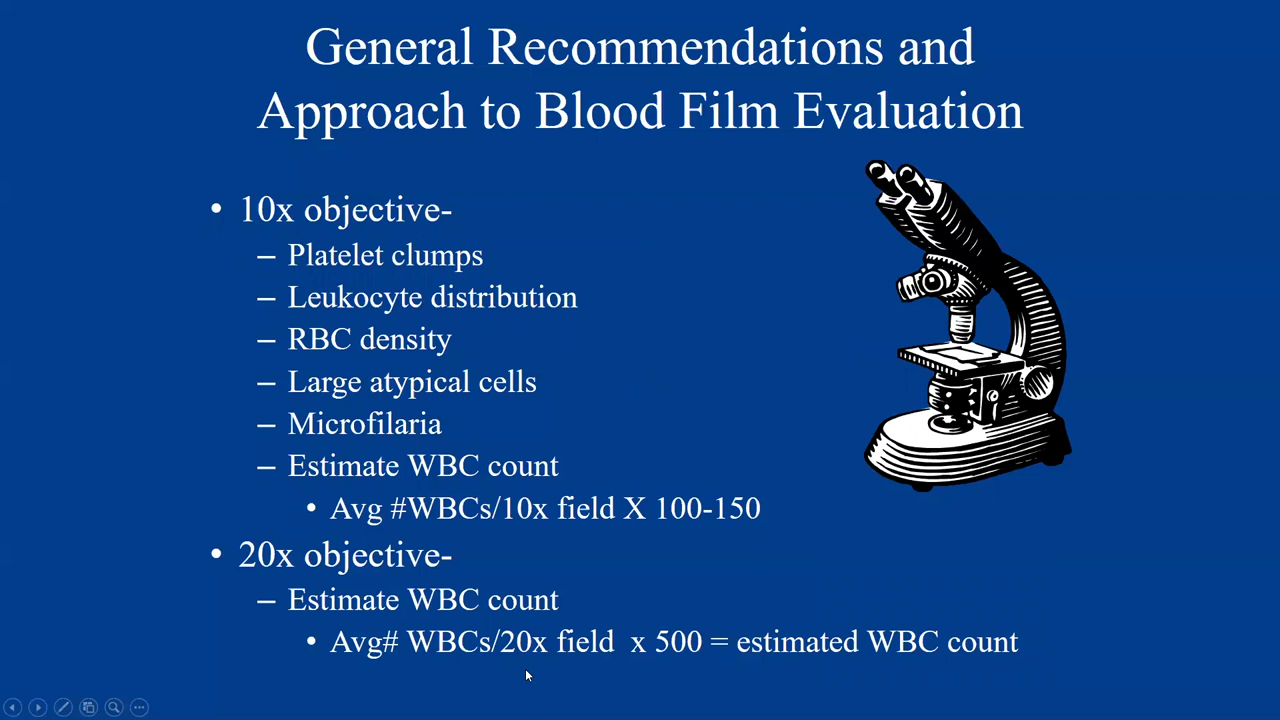 General Recommendations and
Approach to Blood Film Evaluation
• 10x objective-
– Platelet clumps
– Leukocyte distribution
– RBC density
– Large atypical cells
– Microfilaria
– Estimate WBC count
• Avg #WBCs/10x field X 100-150
• 20x objective-
– Estimate WBC count
• Avg# WBCs/20x field  x 500 = estimated WBC count